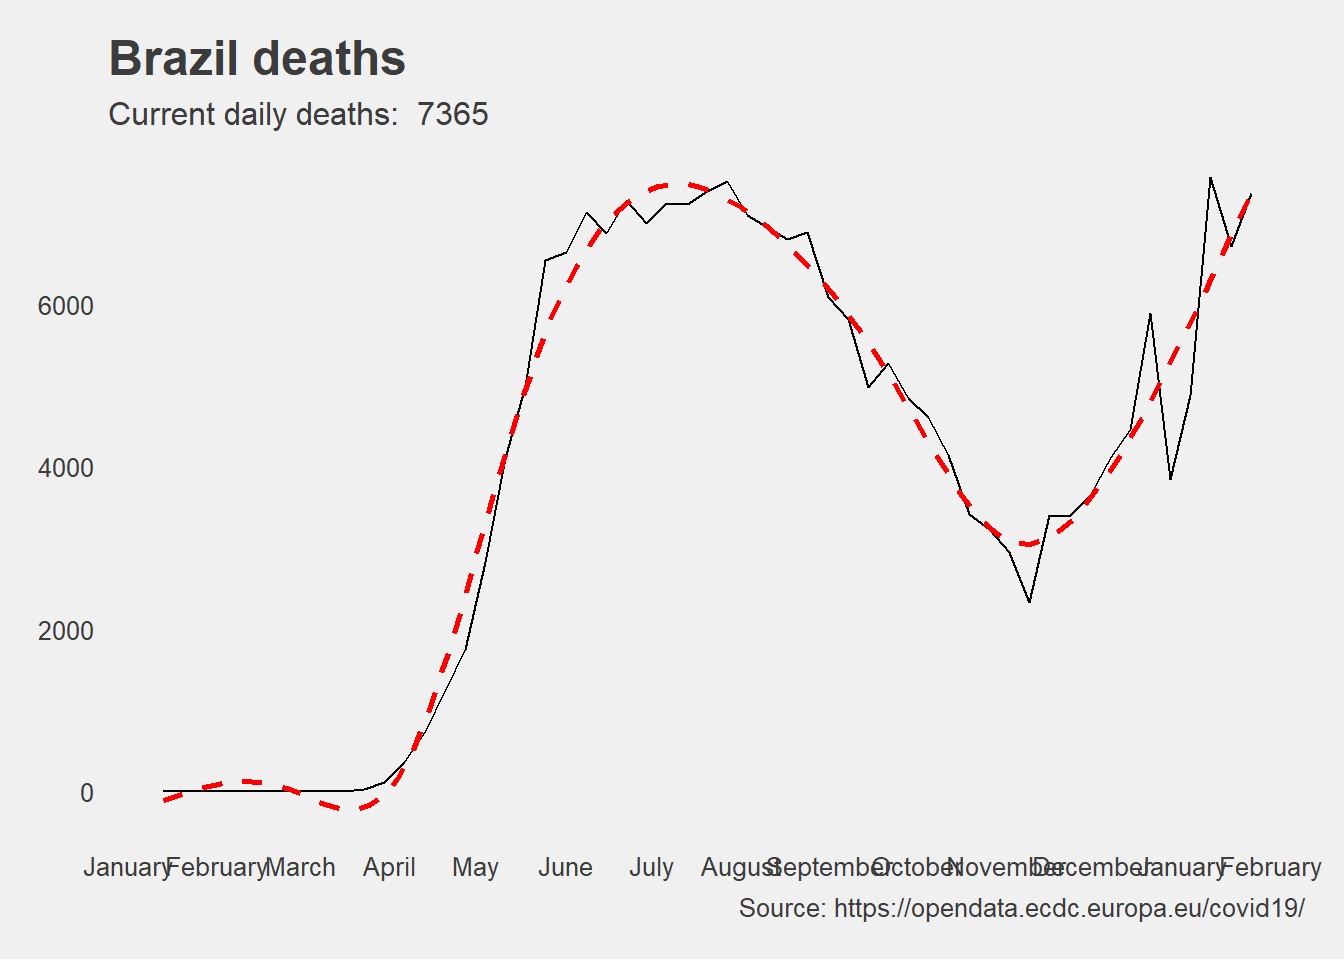 Brazil deaths
Current daily deaths:  7365
6000
4000
2000
0
January February March April May June July August September October November December January February
Source: https://opendata.ecdc.europa.eu/covid19/